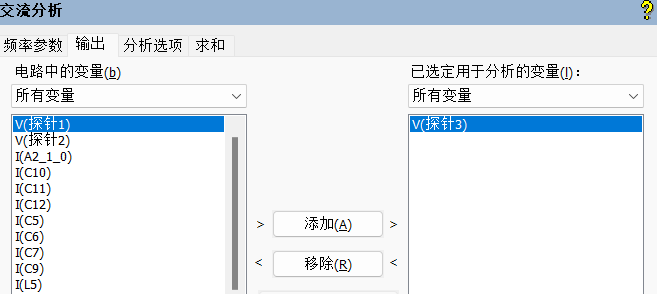 交流分析
频率参数 输出 分析选项 求和
电路中的变量(b)
所有变量
V(探针1)
V(探针2)
I(A2_1_0)
I(C10)
I(C11)
I(C12)
I(C5)
I(C6)
I(C7)
I(C9)
I(L5)
> 添加(A) >
< 移除(R) <
已选定用于分析的变量(I)：
所有变量
V(探针3)